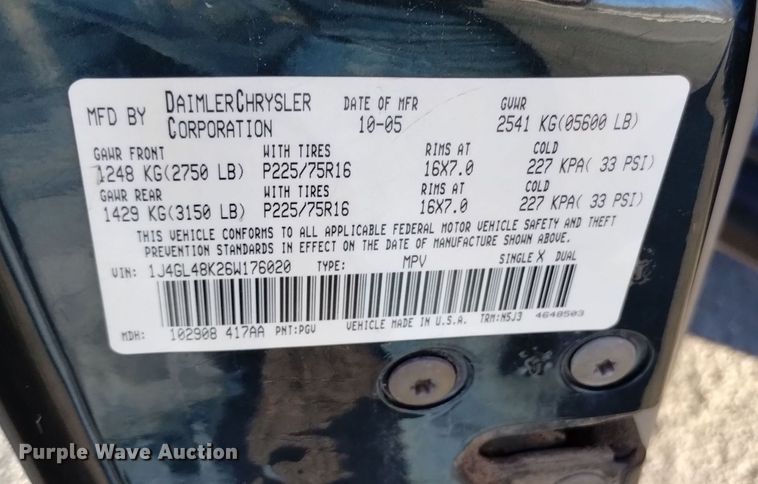 MFD BY DAIMLERCHRYSLER CORPORATION DATE OF MFR 10-05 GVWR 2541 KG(05600 LB)
GAWR FRONT WITH TIRES RIMS AT COLD
1248 KG(2750 LB) P225/75R16 16X7.0 227 KPA( 33 PSI)
GAWR REAR WITH TIRES RIMS AT COLD
1429 KG(3150 LB) P225/75R16 16X7.0 227 KPA( 33 PSI)
THIS VEHICLE CONFORMS TO ALL APPLICABLE FEDERAL MOTOR VEHICLE SAFETY AND THEFT
PREVENTION STANDARDS IN EFFECT ON THE DATE OF MANUFACTURE SHOWN ABOVE.
VIN: 1J4GL48K26W176020 TYPE: MPV SINGLE X DUAL
MDH: 102908 417AA PNT:PGV VEHICLE MADE IN U.S.A. TRM:N5J3 4648503
Purple Wave Auction